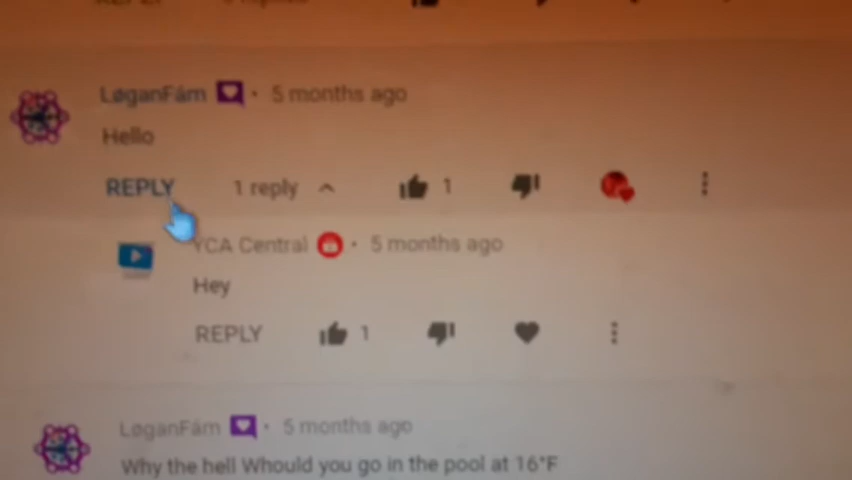 LøganFám · 5 months ago
Hello
REPLY 1 reply 1
YCA Central · 5 months ago
Hey
REPLY 1
LøganFám · 5 months ago
Why the hell Whould you go in the pool at 16°F